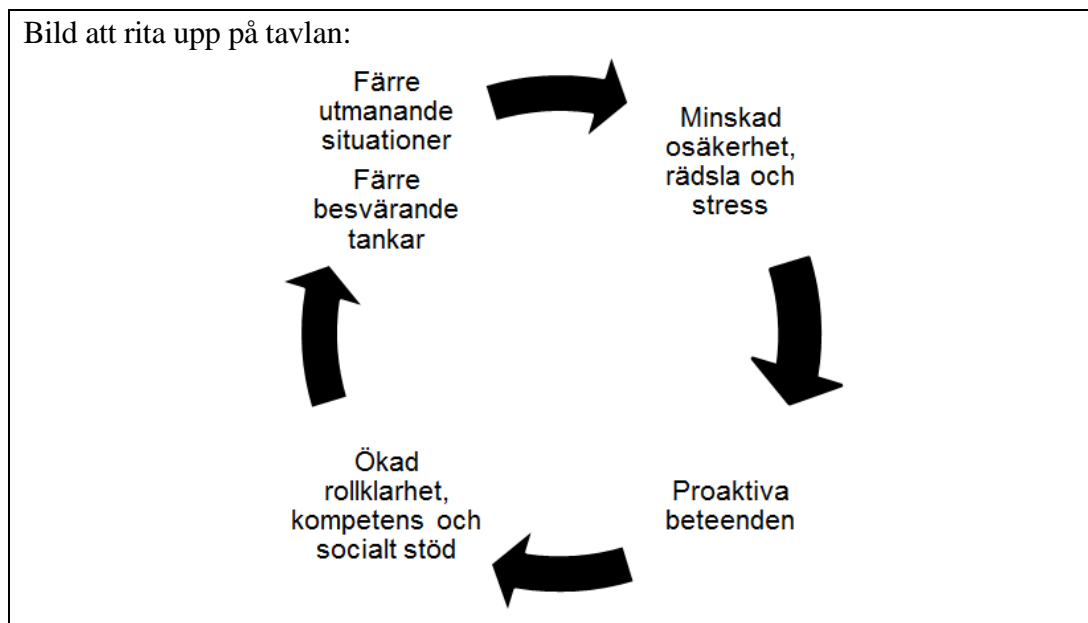 Bild att rita upp på tavlan:
Färre
utmanande
situationer
Färre
besvärande
tankar
Minskad
osäkerhet,
rädsla och
stress
Proaktiva
beteenden
Ökad
rollklarhet,
kompetens och
socialt stöd